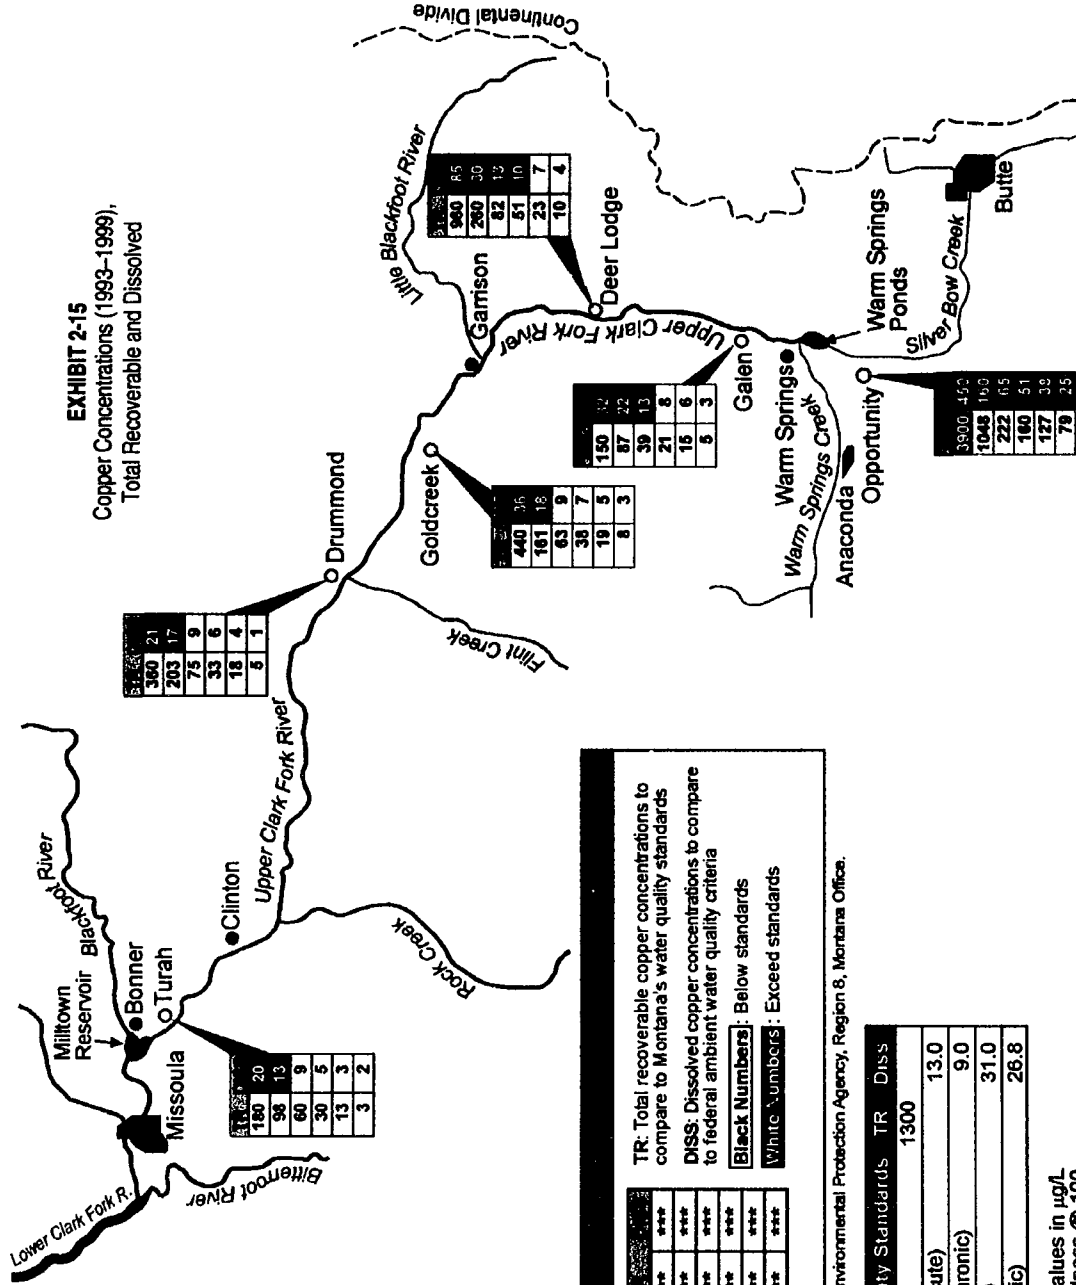 EXHIBIT 2-15
Copper Concentrations (1993–1999),
Total Recoverable and Dissolved
Continental Divide
Little Blackfoot River
Garrison
960 85
260 30
82 13
51 10
23 7
10 4
Deer Lodge
Upper Clark Fork River
Galen
150 32
87 22
39 13
21 8
15 6
5 3
Warm Springs
Warm Springs
Ponds
Silver Bow Creek
Butte
Warm Springs Creek
Anaconda
Opportunity
3900 450
1048 160
222 65
160 51
127 38
79 25
Goldcreek
440 36
161 18
63 9
38 7
19 5
8 3
Drummond
360 21
203 17
75 9
33 6
18 4
5 1
Flint Creek
Upper Clark Fork River
Rock Creek
Clinton
Blackfoot River
Milltown
Reservoir
Bonner
Turah
180 20
98 13
60 9
30 5
13 3
3 2
Missoula
Bitterroot River
Lower Clark Fork R.
TR: Total recoverable copper concentrations to
compare to Montana's water quality standards
DISS: Dissolved copper concentrations to compare
to federal ambient water quality criteria
Black Numbers: Below standards
White Numbers: Exceed standards
** ***
** ***
** ***
** ***
** ***
** ***
Environmental Protection Agency, Region 8, Montana Office.
Standards TR Diss
1300
13.0
9.0
31.0
26.8
values in µg/L
@ 100